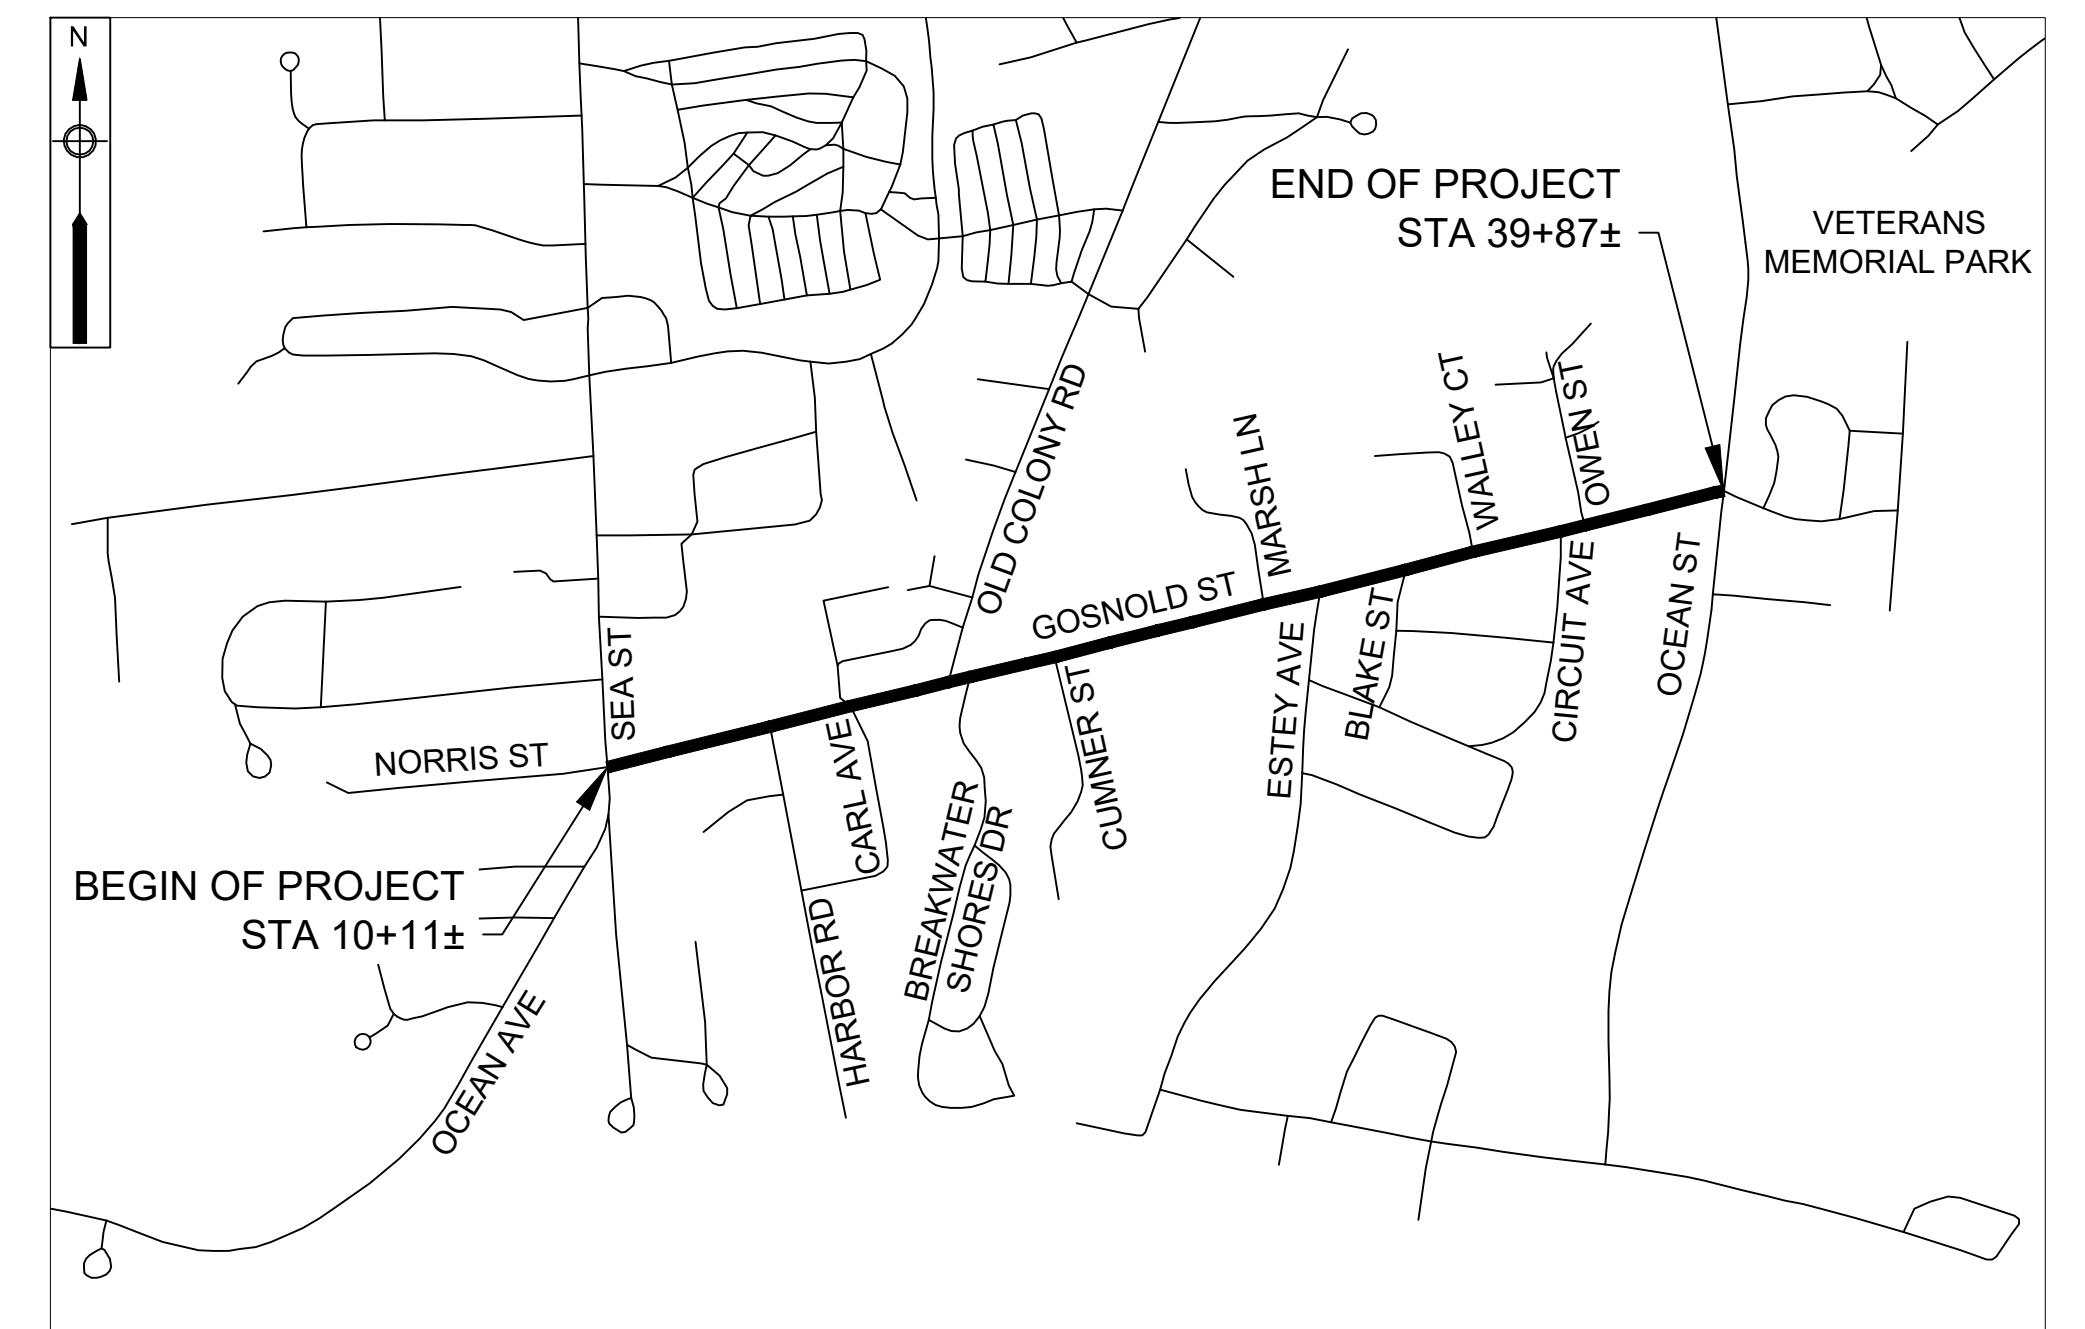 N
END OF PROJECT
STA 39+87±
VETERANS
MEMORIAL PARK
OLD COLONY RD
MARSH LN
WALLEY CT
OWEN ST
GOSNOLD ST
SEA ST
NORRIS ST
CARL AVE
CUMNER ST
ESTEY AVE
BLAKE ST
CIRCUIT AVE
OCEAN ST
BEGIN OF PROJECT
STA 10+11±
HARBOR RD
BREAKWATER
SHORES DR
OCEAN AVE